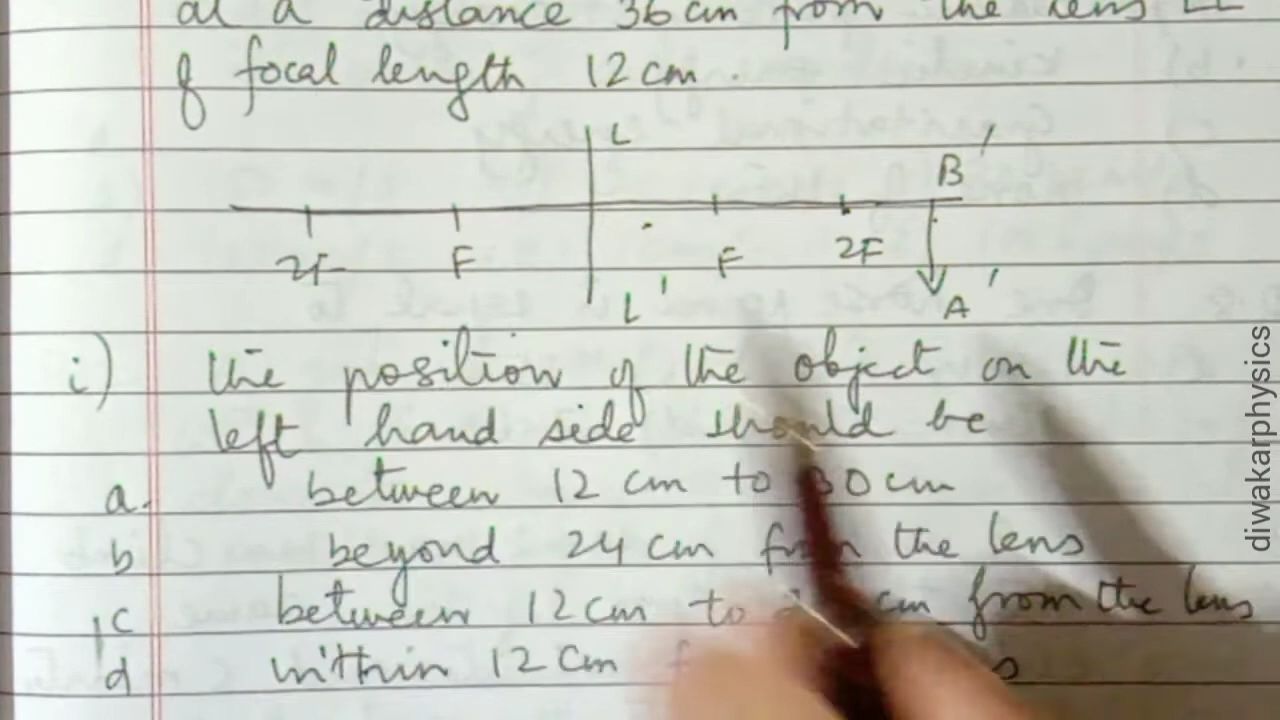 at a distance 36 cm from the lens LL'
of focal length 12 cm.
L
B'
2F F F 2F
L' A'
i) the position of the object on the
left hand side should be
a. between 12 cm to 30 cm
b beyond 24 cm from the lens
c between 12 cm to cm from the lens
d within 12 cm
diwakarphysics